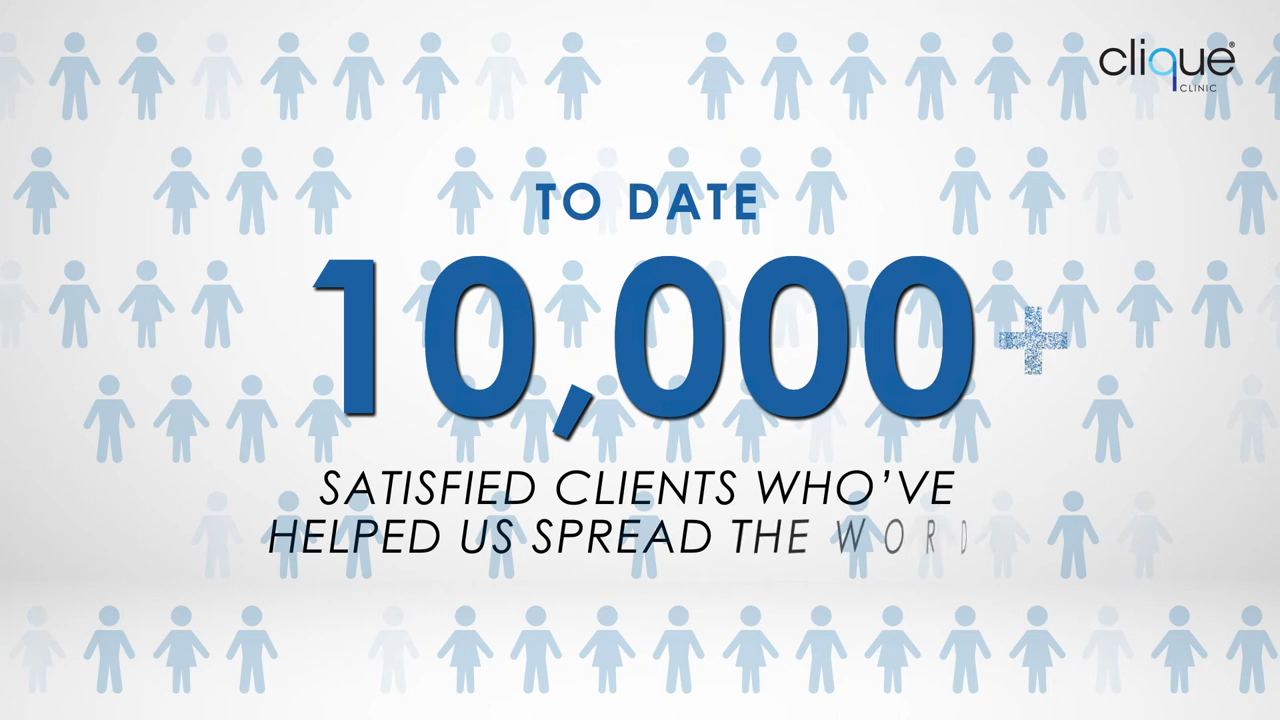 clique®
CLINIC
TO DATE
10,000+
SATISFIED CLIENTS WHO'VE
HELPED US SPREAD THE WORD